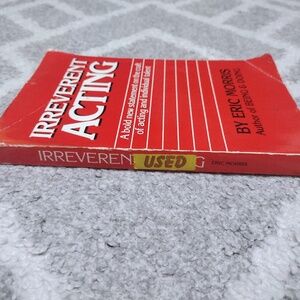 IRREVERENT
ACTING
A bold new statement on the craft
of acting and individual talent
BY ERIC MORRIS
Author of BEING & DOING
IRREVEREN USED G ERIC MORRIS